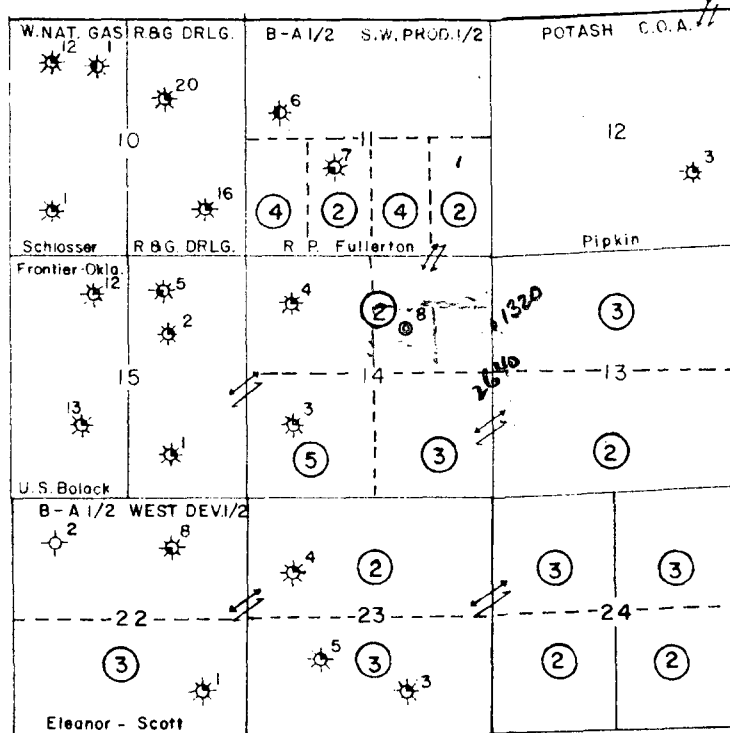 W. NAT. GAS R&G DRLG. B-A 1/2 S.W. PROD. 1/2 POTASH C.O.A.
12 1 20 6
10 11 12
7 1 3
1 16 4 2 4 2
Schlosser R&G. DRLG. R. P. Fullerton Pipkin
Frontier-Okla.
12 5 4 2 8 1320 3
2
15 14 2640 13
13 1 3 5 3 2
U.S. Bolack
B-A 1/2 WEST DEV. 1/2
2 8 4 2 3 3
22 23 24
3 1 5 3 3 2 2
Eleanor - Scott